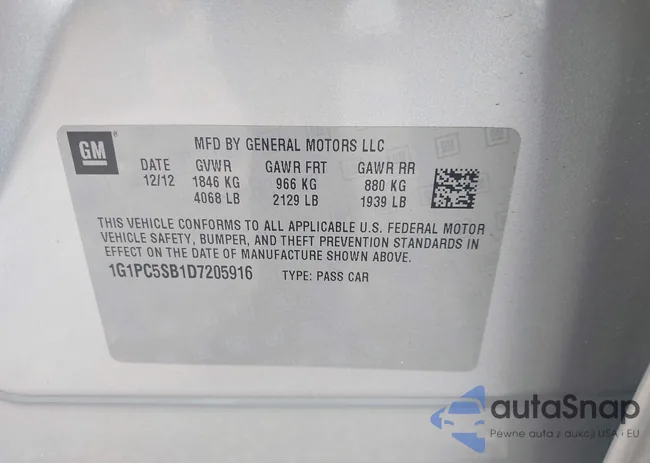 GM
®
MFD BY GENERAL MOTORS LLC
DATE GVWR GAWR FRT GAWR RR
12/12 1846 KG 966 KG 880 KG
4068 LB 2129 LB 1939 LB
THIS VEHICLE CONFORMS TO ALL APPLICABLE U.S. FEDERAL MOTOR
VEHICLE SAFETY, BUMPER, AND THEFT PREVENTION STANDARDS IN
EFFECT ON THE DATE OF MANUFACTURE SHOWN ABOVE.
1G1PC5SB1D7205916 TYPE: PASS CAR
autaSnap
Pewne auta z aukcji USA i EU